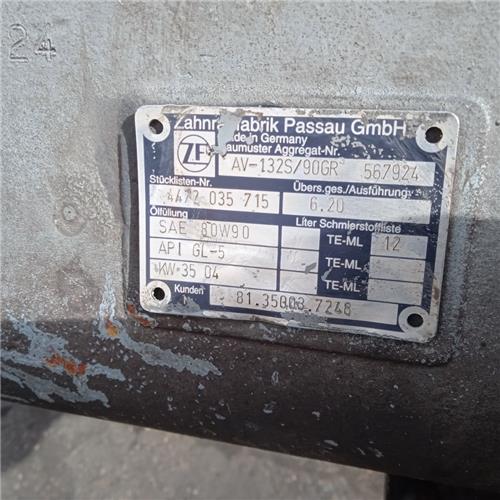 24
Zahnradfabrik Passau GmbH
Made in Germany
ZF
Baumuster Aggregat-Nr.
AV-132S/90GR 567924
Stücklisten-Nr. Übers.ges/Ausführung
4472 035 715 6.20
Ölfüllung Liter Schmierstoffliste
SAE 80W90 TE-ML 12
API GL-5 TE-ML
KW 35 04 TE-ML
Kunden
81.35003.7246